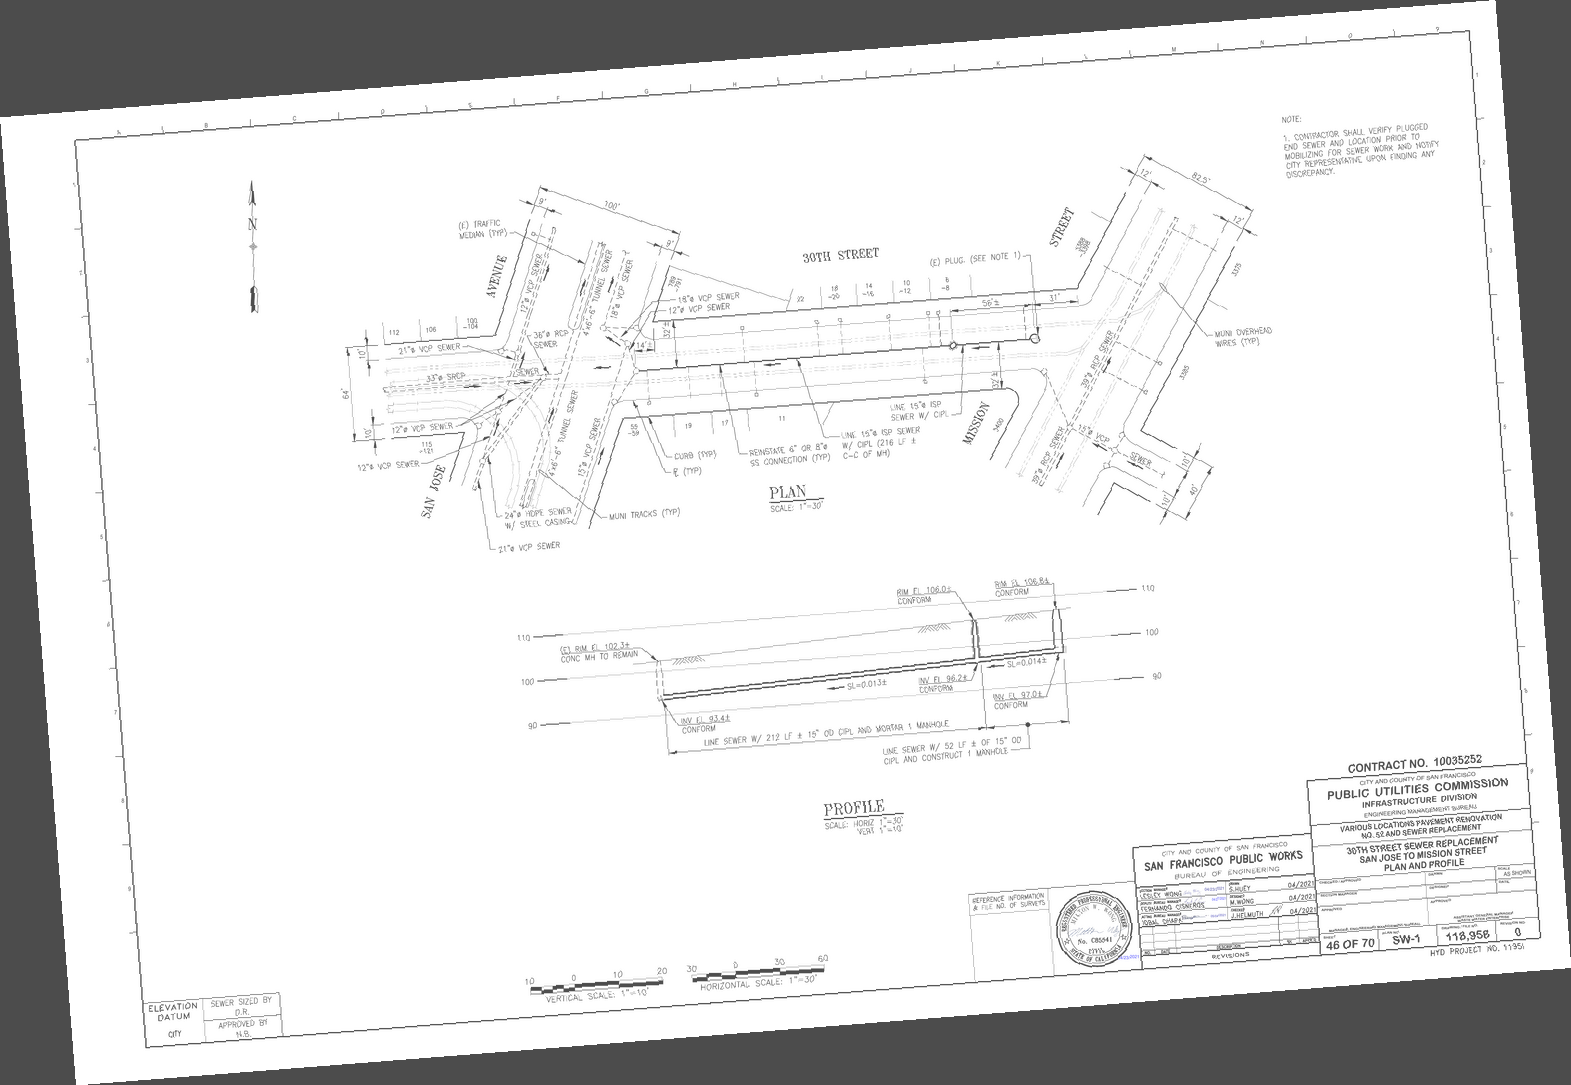 NOTE:
1. CONTRACTOR SHALL VERIFY PLUGGED
END SEWER AND LOCATION PRIOR TO
MOBILIZING FOR SEWER WORK AND NOTIFY
CITY REPRESENTATIVE UPON FINDING ANY
DISCREPANCY.
N
(E) TRAFFIC
MEDIAN (TYP)
9'
100'
9'
AVENUE
12"ø VCP SEWER
4'x6'-6" TUNNEL SEWER
18"ø VCP SEWER
789
-791
18"ø VCP SEWER
12"ø VCP SEWER
30TH STREET
22
18
-20
14
-16
10
-12
6
-8
(E) PLUG. (SEE NOTE 1)
56'±
31'
STREET
12'
82.5'
12'
3388
-3398
3375
MUNI OVERHEAD
WIRES (TYP)
3385
39"ø RCP SEWER
112
106
100
-104
10'
64'
10'
21"ø VCP SEWER
33"ø SRCP
SEWER
36"ø RCP
SEWER
14'±
32'±
32'±
12"ø VCP SEWER
115
-121
12"ø VCP SEWER
SAN JOSE
4'x6'-6" TUNNEL SEWER
15"ø VCP SEWER
24"ø HDPE SEWER
W/ STEEL CASING
21"ø VCP SEWER
MUNI TRACKS (TYP)
55
-59
19
17
11
CURB (TYP)
℄ (TYP)
REINSTATE 6" OR 8"ø
SS CONNECTION (TYP)
LINE 15"ø ISP SEWER
W/ CIPL (216 LF ±
C-C OF MH)
LINE 15"ø ISP
SEWER W/ CIPL
MISSION
3400
39"ø RCP SEWER
15"ø VCP
SEWER
10'
40'
10'
PLAN
SCALE: 1"=30'
110
100
90
110
100
90
(E) RIM EL 102.3±
CONC MH TO REMAIN
RIM EL 106.0±
CONFORM
RIM EL 106.8±
CONFORM
SL=0.013±
SL=0.014±
INV EL 93.4±
CONFORM
INV EL 96.2±
CONFORM
INV EL 97.0±
CONFORM
LINE SEWER W/ 212 LF ± 15" OD CIPL AND MORTAR 1 MANHOLE
LINE SEWER W/ 52 LF ± OF 15" OD
CIPL AND CONSTRUCT 1 MANHOLE
PROFILE
SCALE: HORIZ 1"=30'
VERT 1"=10'
10 0 10 20
VERTICAL SCALE: 1"=10'
30 0 30 60
HORIZONTAL SCALE: 1"=30'
ELEVATION
DATUM
CITY
SEWER SIZED BY
D.R.
APPROVED BY
N.B.
REFERENCE INFORMATION
& FILE NO. OF SURVEYS
REGISTERED PROFESSIONAL ENGINEER
MILTON W. WONG
No. C85541
CIVIL
STATE OF CALIFORNIA
CITY AND COUNTY OF SAN FRANCISCO
SAN FRANCISCO PUBLIC WORKS
BUREAU OF ENGINEERING
LESLEY WONG
S.HUEY
04/2021
FERNANDO CISNEROS
M.WONG
04/2021
IQBAL DHAPA
J.HELMUTH
04/2021
NO.
DATE
DESCRIPTION
BY
REVISIONS
CONTRACT NO. 10035252
CITY AND COUNTY OF SAN FRANCISCO
PUBLIC UTILITIES COMMISSION
INFRASTRUCTURE DIVISION
ENGINEERING MANAGEMENT BUREAU
VARIOUS LOCATIONS PAVEMENT RENOVATION
NO. 52 AND SEWER REPLACEMENT
30TH STREET SEWER REPLACEMENT
SAN JOSE TO MISSION STREET
PLAN AND PROFILE
SCALE
AS SHOWN
SHEET
46 OF 70
SW-1
118,958
REVISION NO.
0
HYD PROJECT NO. 11951